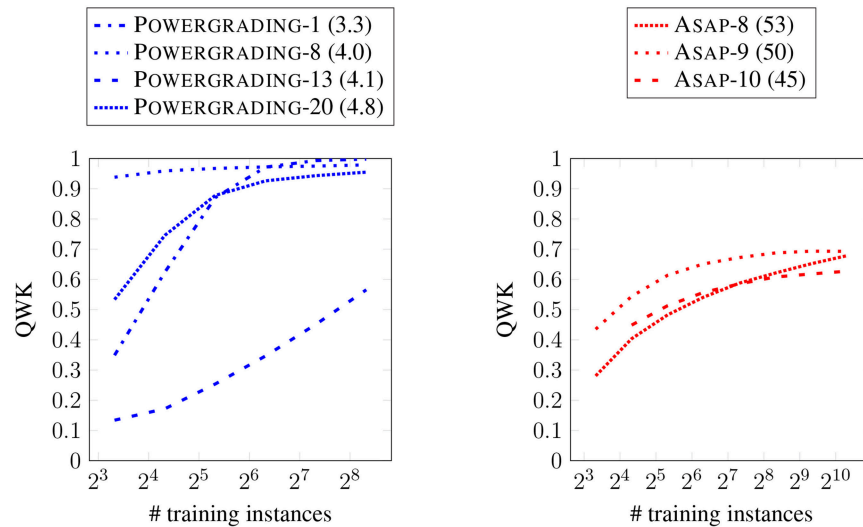 POWERGRADING-1 (3.3)
POWERGRADING-8 (4.0)
POWERGRADING-13 (4.1)
POWERGRADING-20 (4.8)
1
0.9
0.8
0.7
0.6
0.5
0.4
0.3
0.2
0.1
0
QWK
2^3 2^4 2^5 2^6 2^7 2^8
# training instances
ASAP-8 (53)
ASAP-9 (50)
ASAP-10 (45)
1
0.9
0.8
0.7
0.6
0.5
0.4
0.3
0.2
0.1
0
QWK
2^3 2^4 2^5 2^6 2^7 2^8 2^9 2^10
# training instances